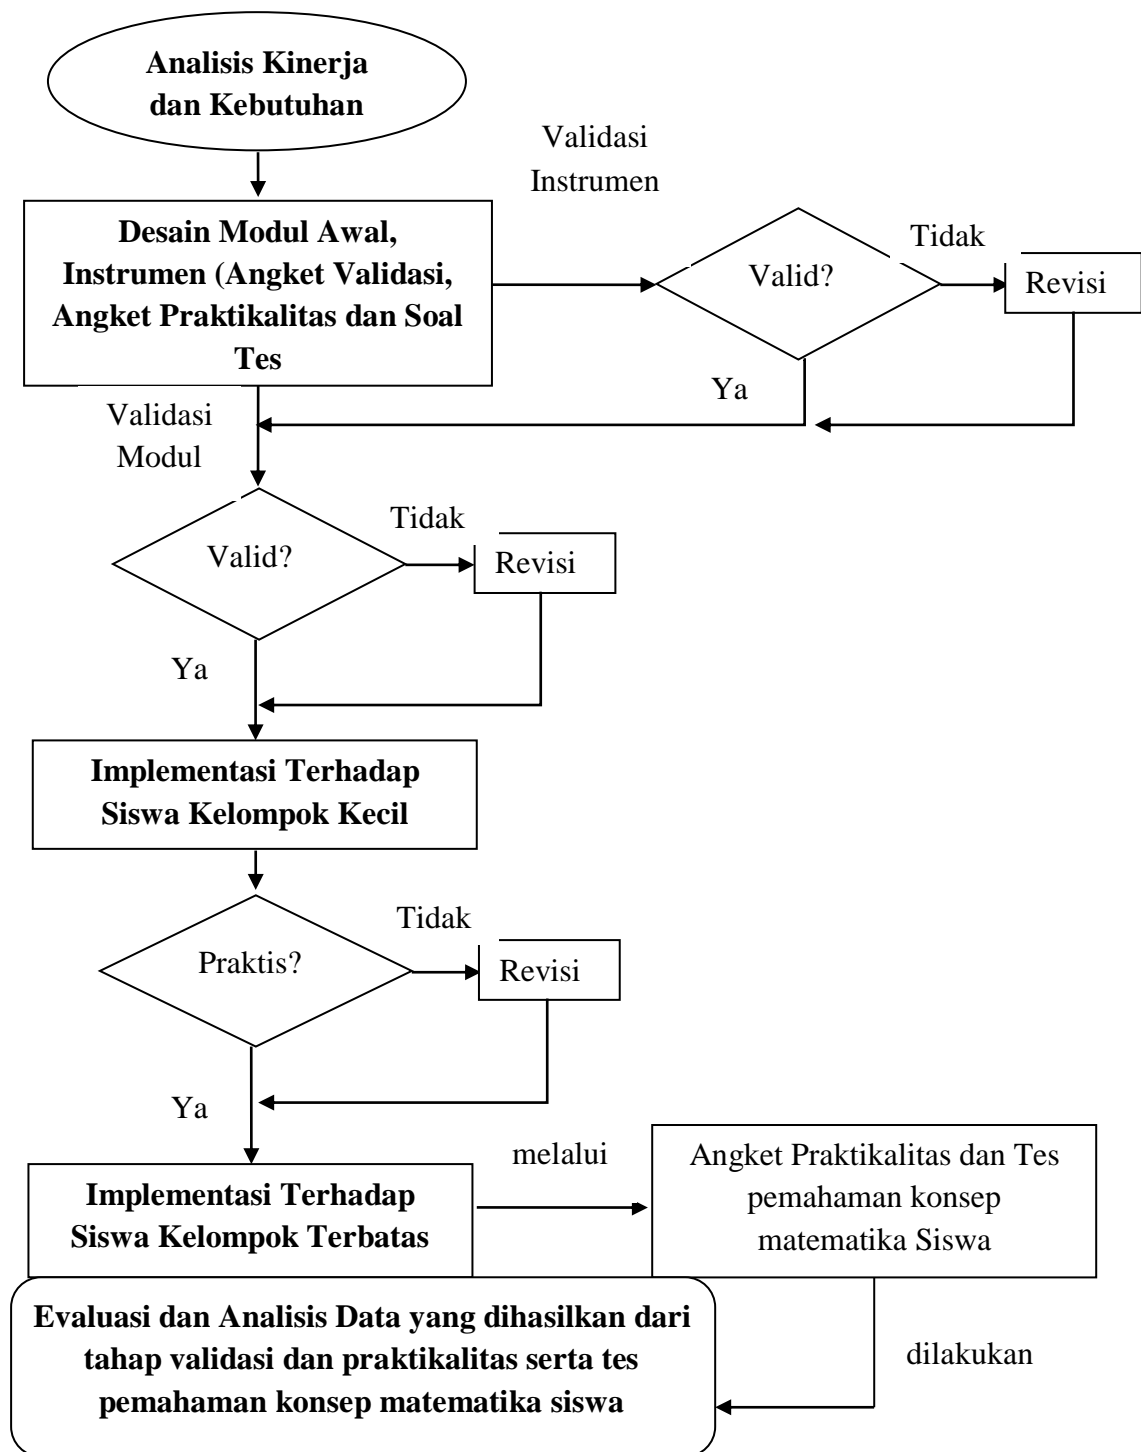 Analisis Kinerja
dan Kebutuhan
Validasi
Instrumen
Desain Modul Awal,
Instrumen (Angket Validasi,
Angket Praktikalitas dan Soal
Tes
Valid?
Tidak
Revisi
Ya
Validasi
Modul
Valid?
Tidak
Revisi
Ya
Implementasi Terhadap
Siswa Kelompok Kecil
Praktis?
Tidak
Revisi
Ya
Implementasi Terhadap
Siswa Kelompok Terbatas
melalui
Angket Praktikalitas dan Tes
pemahaman konsep
matematika Siswa
Evaluasi dan Analisis Data yang dihasilkan dari
tahap validasi dan praktikalitas serta tes
pemahaman konsep matematika siswa
dilakukan